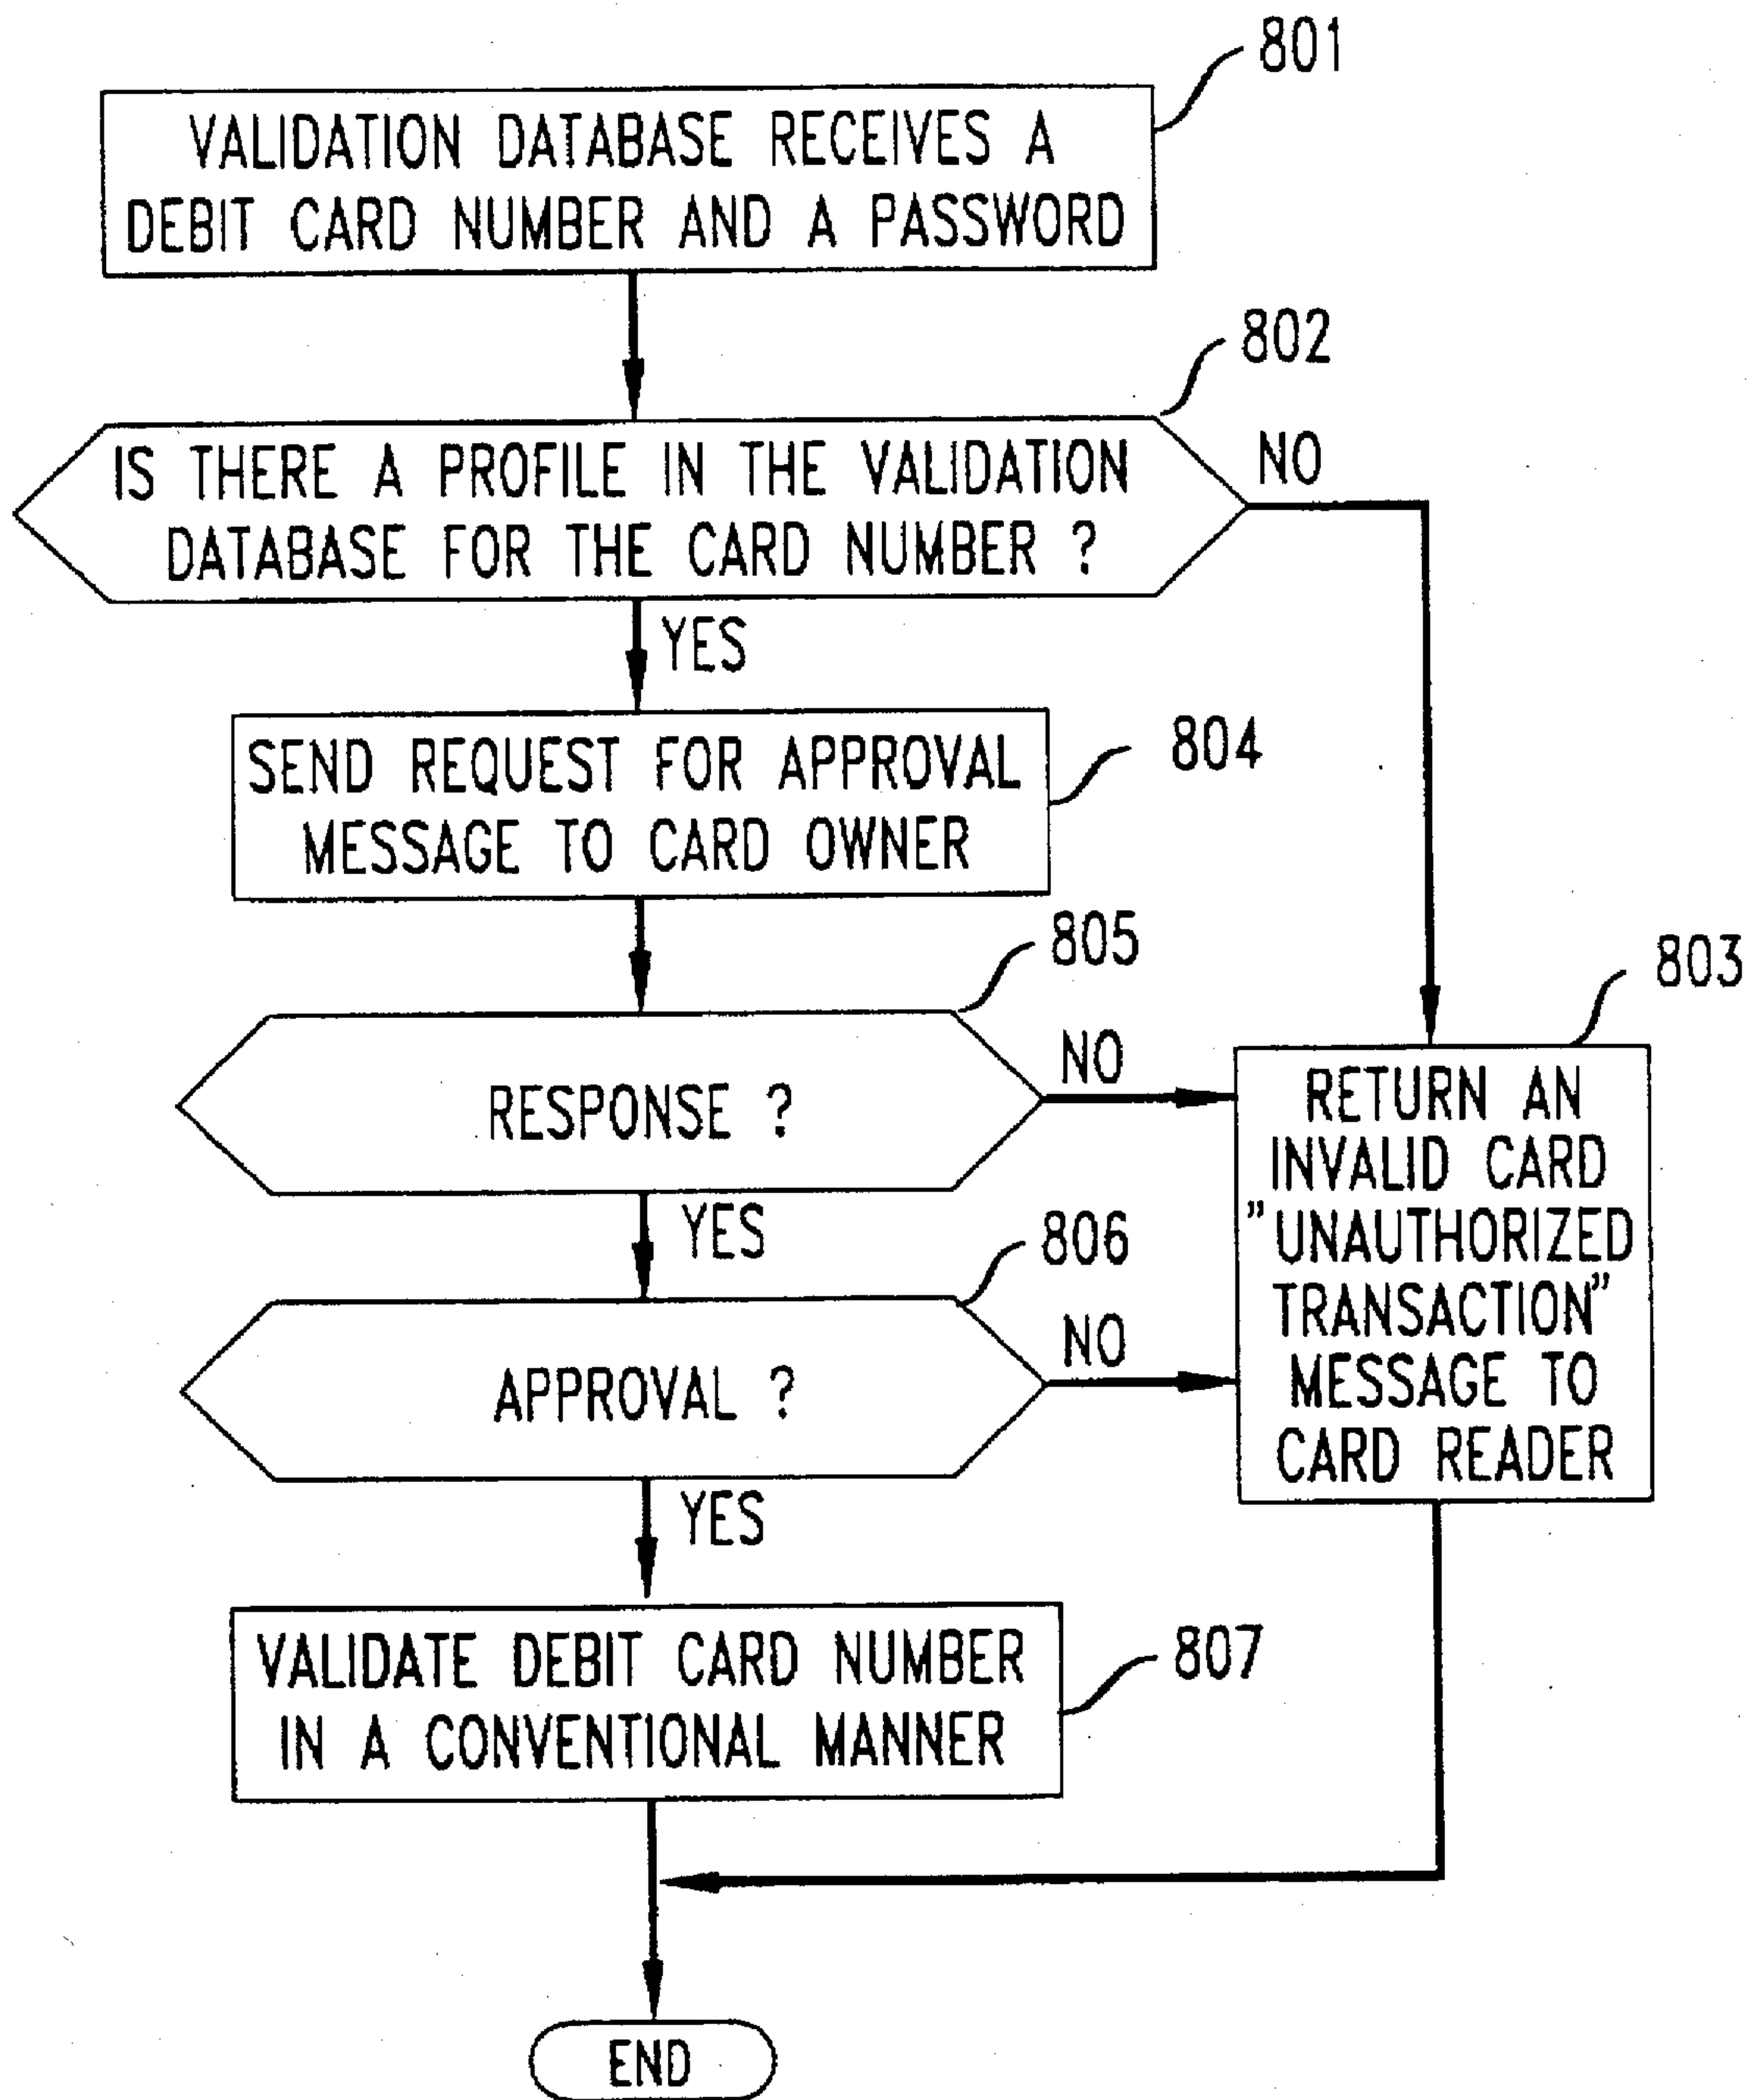 801
VALIDATION DATABASE RECEIVES A
DEBIT CARD NUMBER AND A PASSWORD
802
IS THERE A PROFILE IN THE VALIDATION
DATABASE FOR THE CARD NUMBER ?
NO
YES
804
SEND REQUEST FOR APPROVAL
MESSAGE TO CARD OWNER
805
RESPONSE ?
NO
YES
803
RETURN AN
INVALID CARD
"UNAUTHORIZED
TRANSACTION"
MESSAGE TO
CARD READER
806
APPROVAL ?
NO
YES
807
VALIDATE DEBIT CARD NUMBER
IN A CONVENTIONAL MANNER
END